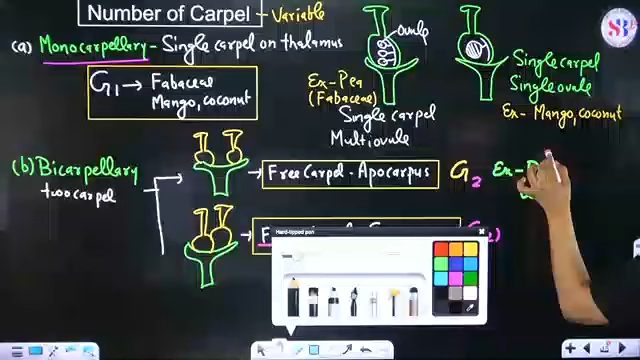 Number of Carpel - Variable
(a) Monocarpellary - Single carpel on thalamus
G1 → Fabaceae
Mango, coconut
ovule
Ex - Pea
(Fabaceae)
Single carpel
Multiovule
Single carpel
Single ovule
Ex - Mango, coconut
(b) Bicarpellary
two carpel
→ Free Carpel - Apocarpus G2 Ex -
Hard-tipped pen